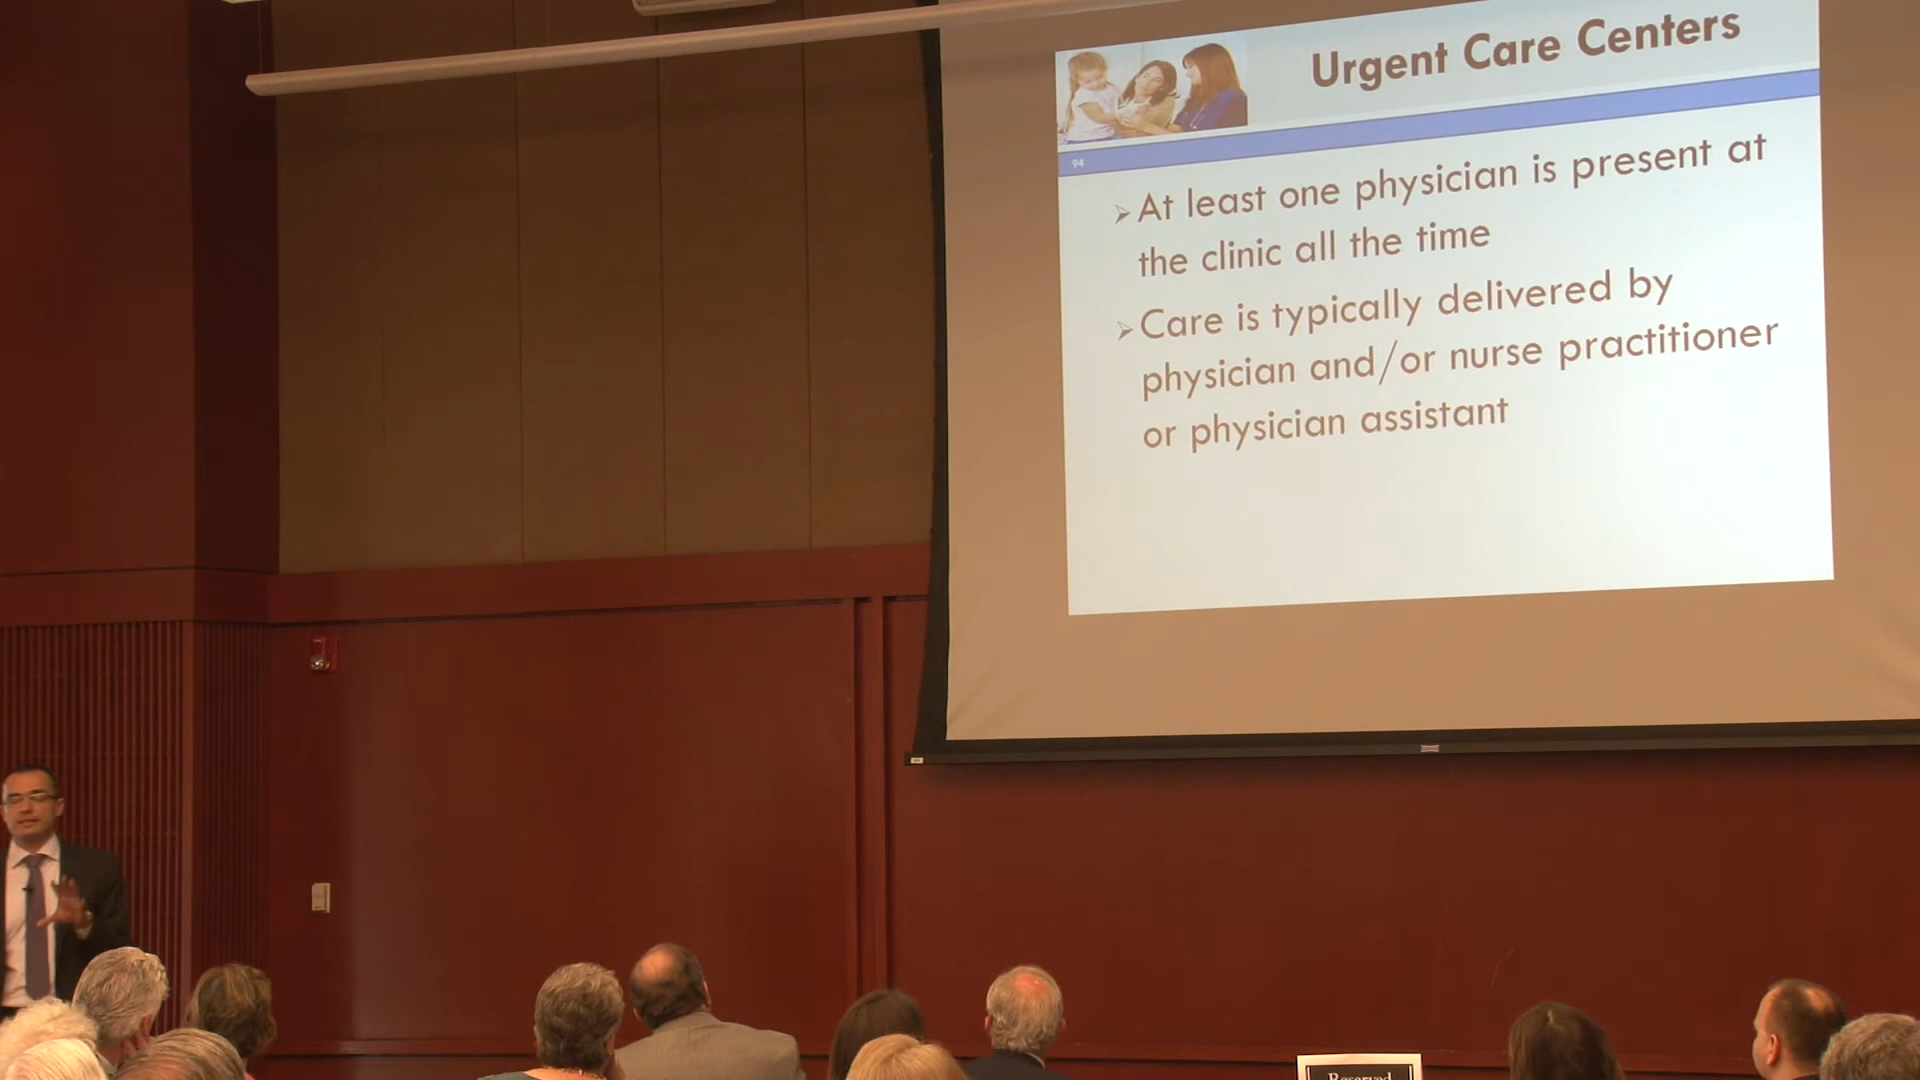 Urgent Care Centers
94
➢At least one physician is present at
the clinic all the time
➢Care is typically delivered by
physician and/or nurse practitioner
or physician assistant
Reserved